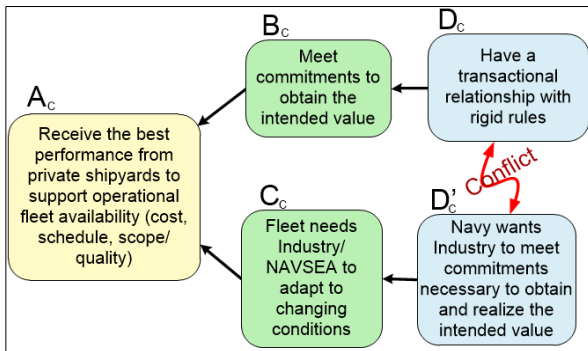 A_C
Receive the best
performance from
private shipyards to
support operational
fleet availability (cost,
schedule, scope/
quality)
B_C
Meet
commitments to
obtain the
intended value
C_C
Fleet needs
Industry/
NAVSEA to
adapt to
changing
conditions
D_C
Have a
transactional
relationship with
rigid rules
Conflict
D'_C
Navy wants
Industry to meet
commitments
necessary to obtain
and realize the
intended value